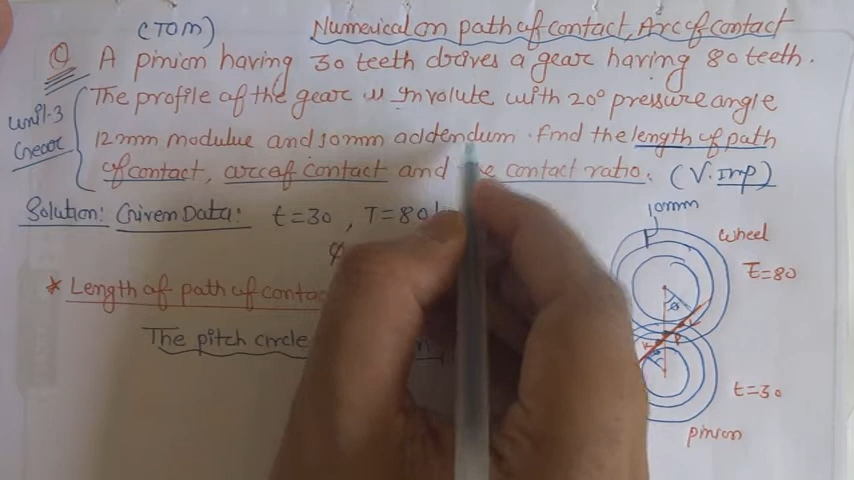 (TOM) Numerical on path of contact, Arc of contact
Q A pinion having 30 teeth drives a gear having 80 teeth.
The profile of the gear is Involute with 20° pressure angle
12mm module and 10mm addendum. Find the length of path
of contact, arc of contact and the contact ratio. (V.Imp)
Unit-3
Gear
Solution: Given Data: t=30, T=80
φ
* Length of path of contac
The pitch circle
10mm
wheel
T=80
t=30
pinion